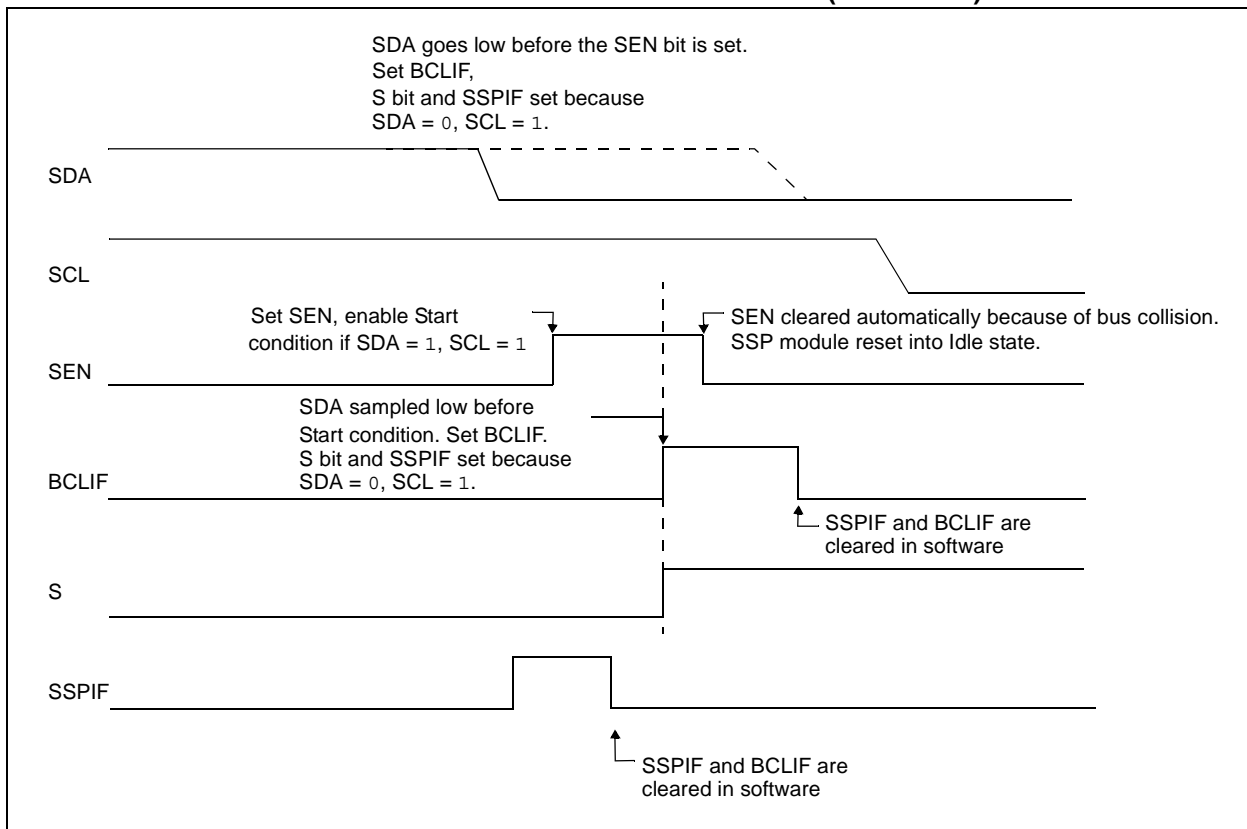 SDA goes low before the SEN bit is set.
Set BCLIF,
S bit and SSPIF set because
SDA = 0, SCL = 1.
SDA
SCL
Set SEN, enable Start
condition if SDA = 1, SCL = 1
SEN cleared automatically because of bus collision.
SSP module reset into Idle state.
SEN
SDA sampled low before
Start condition. Set BCLIF.
S bit and SSPIF set because
SDA = 0, SCL = 1.
BCLIF
SSPIF and BCLIF are
cleared in software
S
SSPIF
SSPIF and BCLIF are
cleared in software